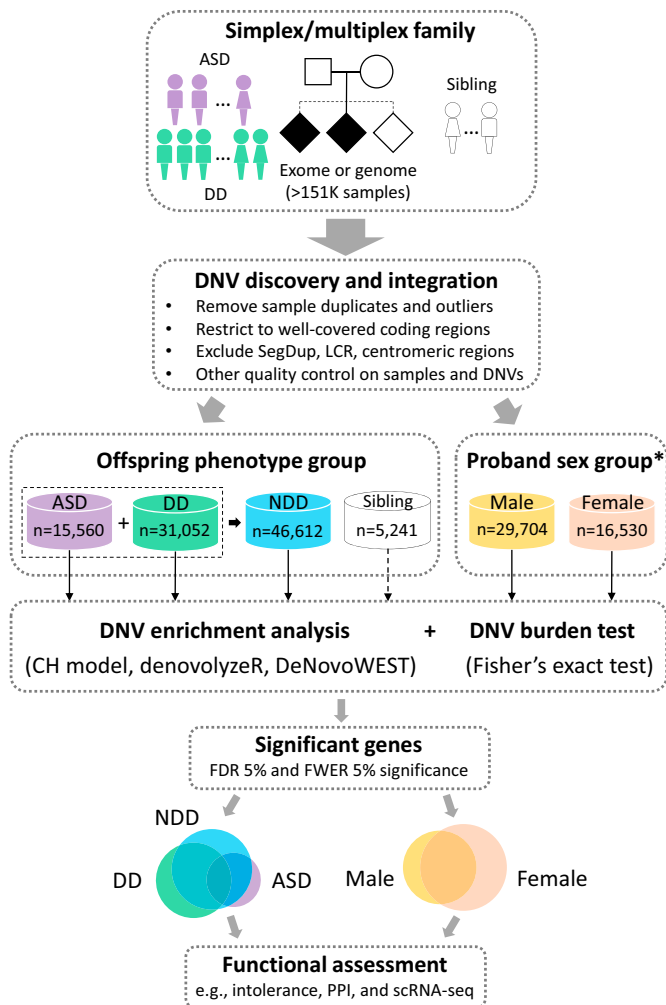 Simplex/multiplex family
ASD
...
DD
...
Exome or genome
(>151K samples)
Sibling
...
DNV discovery and integration
• Remove sample duplicates and outliers
• Restrict to well-covered coding regions
• Exclude SegDup, LCR, centromeric regions
• Other quality control on samples and DNVs
Offspring phenotype group
ASD
n=15,560
+
DD
n=31,052
NDD
n=46,612
Sibling
n=5,241
Proband sex group*
Male
n=29,704
Female
n=16,530
DNV enrichment analysis + DNV burden test
(CH model, denovolyzeR, DeNovoWEST) (Fisher's exact test)
Significant genes
FDR 5% and FWER 5% significance
NDD
DD
ASD
Male
Female
Functional assessment
e.g., intolerance, PPI, and scRNA-seq